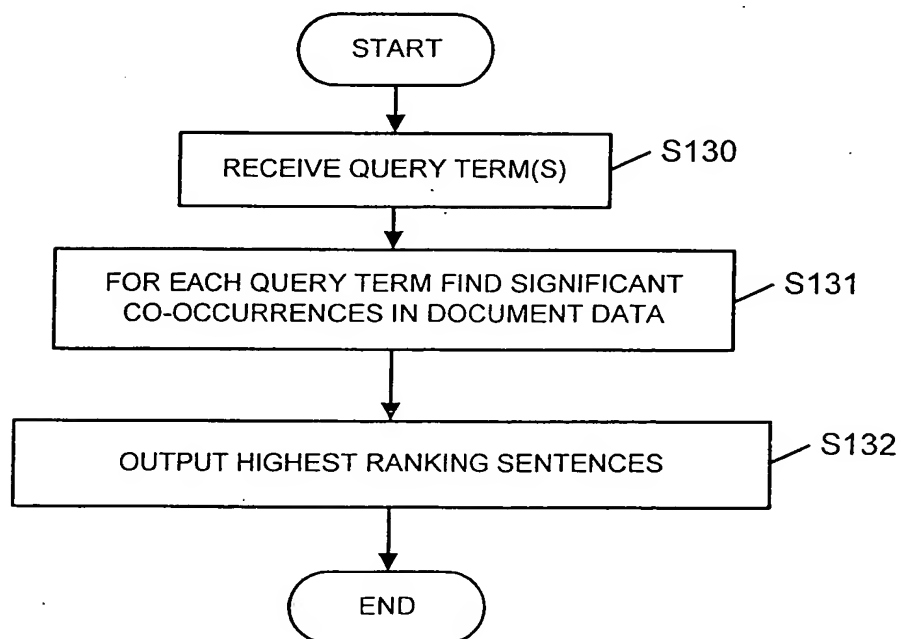 START
RECEIVE QUERY TERM(S)
S130
FOR EACH QUERY TERM FIND SIGNIFICANT
CO-OCCURRENCES IN DOCUMENT DATA
S131
OUTPUT HIGHEST RANKING SENTENCES
S132
END